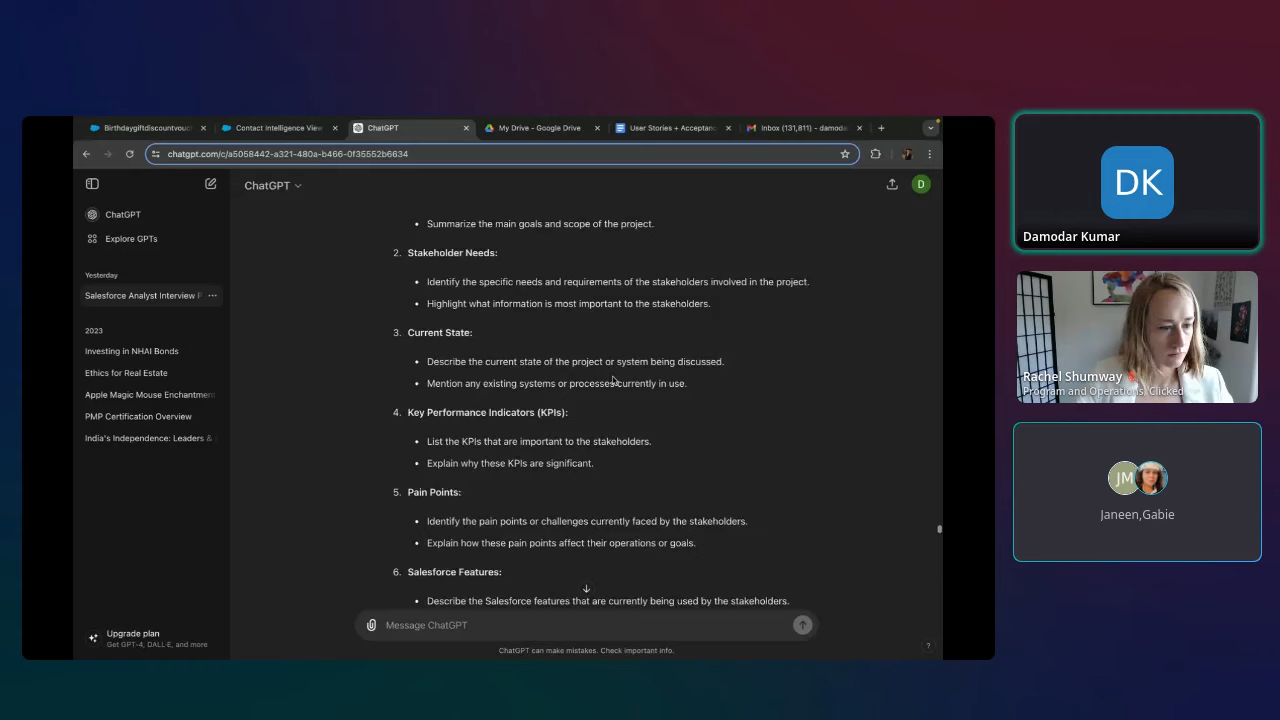 Birthdaygiftdiscountvouc
Contact Intelligence View
ChatGPT
My Drive - Google Drive
User Stories + Acceptanc
Inbox (131,811) - damoda
chatgpt.com/c/a5058442-a321-480a-b466-0f35552b6634
ChatGPT
D
ChatGPT
Explore GPTs
Yesterday
Salesforce Analyst Interview P
2023
Investing in NHAI Bonds
Ethics for Real Estate
Apple Magic Mouse Enchantment
PMP Certification Overview
India's Independence: Leaders &
Upgrade plan
Get GPT-4, DALL·E, and more
• Summarize the main goals and scope of the project.
2. Stakeholder Needs:
• Identify the specific needs and requirements of the stakeholders involved in the project.
• Highlight what information is most important to the stakeholders.
3. Current State:
• Describe the current state of the project or system being discussed.
• Mention any existing systems or processes currently in use.
4. Key Performance Indicators (KPIs):
• List the KPIs that are important to the stakeholders.
• Explain why these KPIs are significant.
5. Pain Points:
• Identify the pain points or challenges currently faced by the stakeholders.
• Explain how these pain points affect their operations or goals.
6. Salesforce Features:
• Describe the Salesforce features that are currently being used by the stakeholders.
Message ChatGPT
ChatGPT can make mistakes. Check important info.
?
DK
Damodar Kumar
Rachel Shumway
Program and Operations, Clicked
JM
Janeen,Gabie